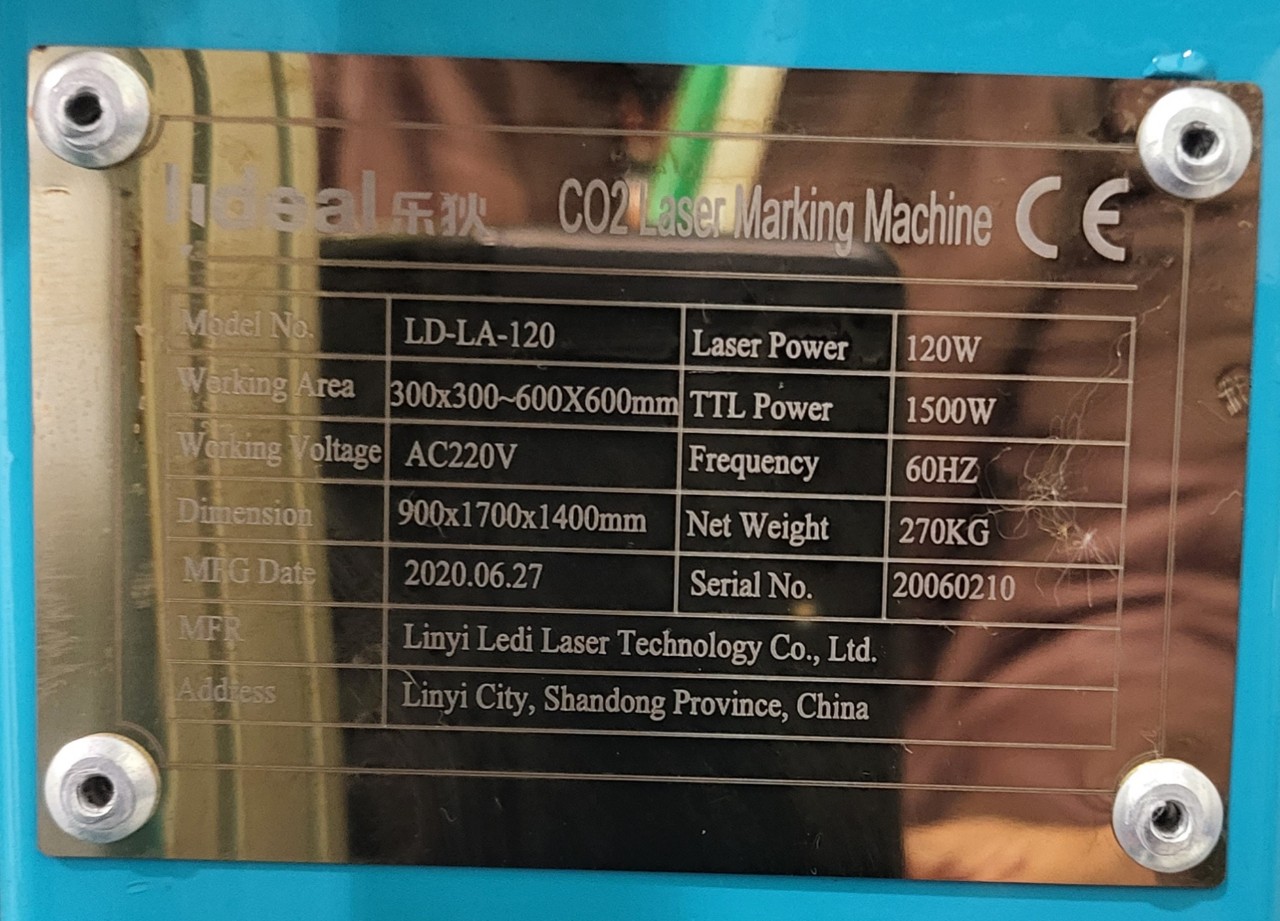 lıdeal 乐狄 CO2 Laser Marking Machine CE
Model No. LD-LA-120 Laser Power 120W
Working Area 300x300~600X600mm TTL Power 1500W
Working Voltage AC220V Frequency 60HZ
Dimension 900x1700x1400mm Net Weight 270KG
MFG Date 2020.06.27 Serial No. 20060210
MFR Linyi Ledi Laser Technology Co., Ltd.
Address Linyi City, Shandong Province, China